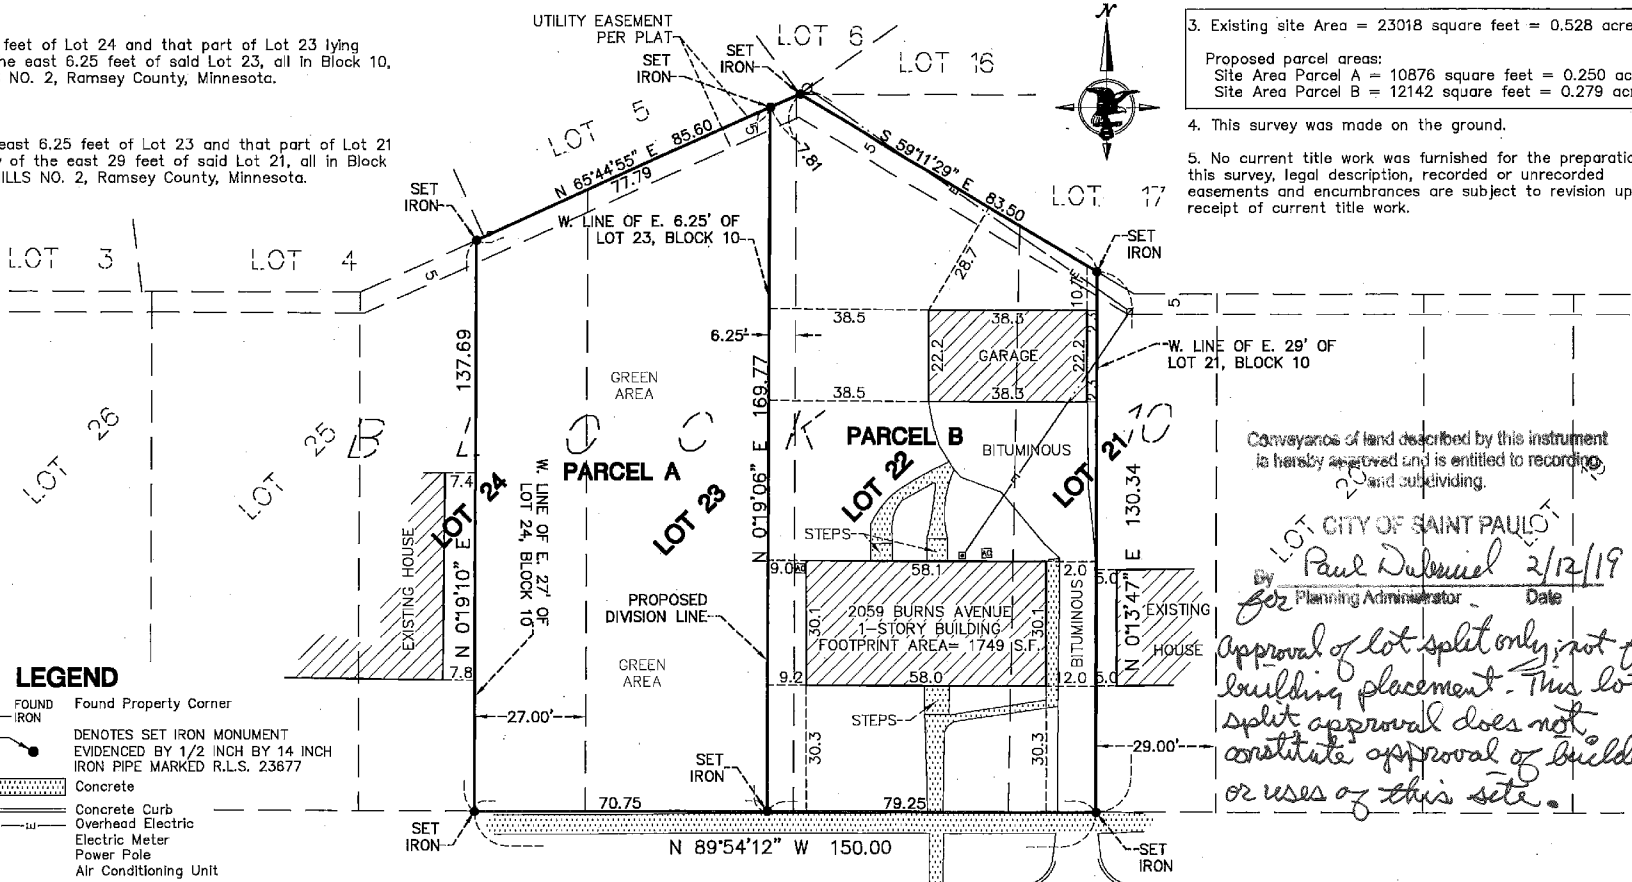 feet of Lot 24 and that part of Lot 23 lying
he east 6.25 feet of said Lot 23, all in Block 10,
NO. 2, Ramsey County, Minnesota.
east 6.25 feet of Lot 23 and that part of Lot 21
of the east 29 feet of said Lot 21, all in Block
ILLS NO. 2, Ramsey County, Minnesota.
UTILITY EASEMENT
PER PLAT
SET
IRON
SET
IRON
LOT 6
LOT 16
N
3. Existing site Area = 23018 square feet = 0.528 acre
Proposed parcel areas:
Site Area Parcel A = 10876 square feet = 0.250 ac
Site Area Parcel B = 12142 square feet = 0.279 acr
4. This survey was made on the ground.
5. No current title work was furnished for the preparatio
this survey, legal description, recorded or unrecorded
easements and encumbrances are subject to revision up
receipt of current title work.
LOT 5
N 65°44'55" E 85.60
77.79
5
7.81
S 59°11'29" E 83.50
5
E
LOT 17
SET
IRON
W. LINE OF E. 6.25' OF
LOT 23, BLOCK 10
SET
IRON
LOT 3
LOT 4
5
5
28.7
38.5
38.3
22.2
GARAGE
22.2
38.5
38.3
W. LINE OF E. 29' OF
LOT 21, BLOCK 10
6.25'
137.69
GREEN
AREA
N 0°19'06" E 169.77
LOT 26
LOT 25
B L O C K 10
PARCEL A
PARCEL B
BITUMINOUS
LOT 24
LOT 23
LOT 22
LOT 21
W. LINE OF E. 27' OF
LOT 24, BLOCK 10
N 0°19'10" E
7.4
EXISTING HOUSE
7.8
STEPS
9.0
AC
58.1
AC
12.0
5.0
2059 BURNS AVENUE
1-STORY BUILDING
FOOTPRINT AREA= 1749 S.F.
30.1
30.1
BITUMINOUS
N 0°13'47" E 130.34
EXISTING
HOUSE
9.2
58.0
12.0
5.0
PROPOSED
DIVISION LINE
GREEN
AREA
STEPS
27.00'
29.00'
30.3
30.3
SET
IRON
70.75
79.25
SET
IRON
N 89°54'12" W 150.00
SET
IRON
Conveyance of land described by this instrument
is hereby approved and is entitled to recording
and subdividing.
CITY OF SAINT PAUL
LOT 20
LOT
By Paul Dubruiel 2/12/19
for Planning Administrator Date
Approval of lot split only; not of
building placement. This lot
split approval does not
constitute approval of build
or uses of this site.
LEGEND
FOUND
IRON
Found Property Corner
DENOTES SET IRON MONUMENT
EVIDENCED BY 1/2 INCH BY 14 INCH
IRON PIPE MARKED R.L.S. 23677
Concrete
Concrete Curb
E Overhead Electric
Electric Meter
Power Pole
Air Conditioning Unit